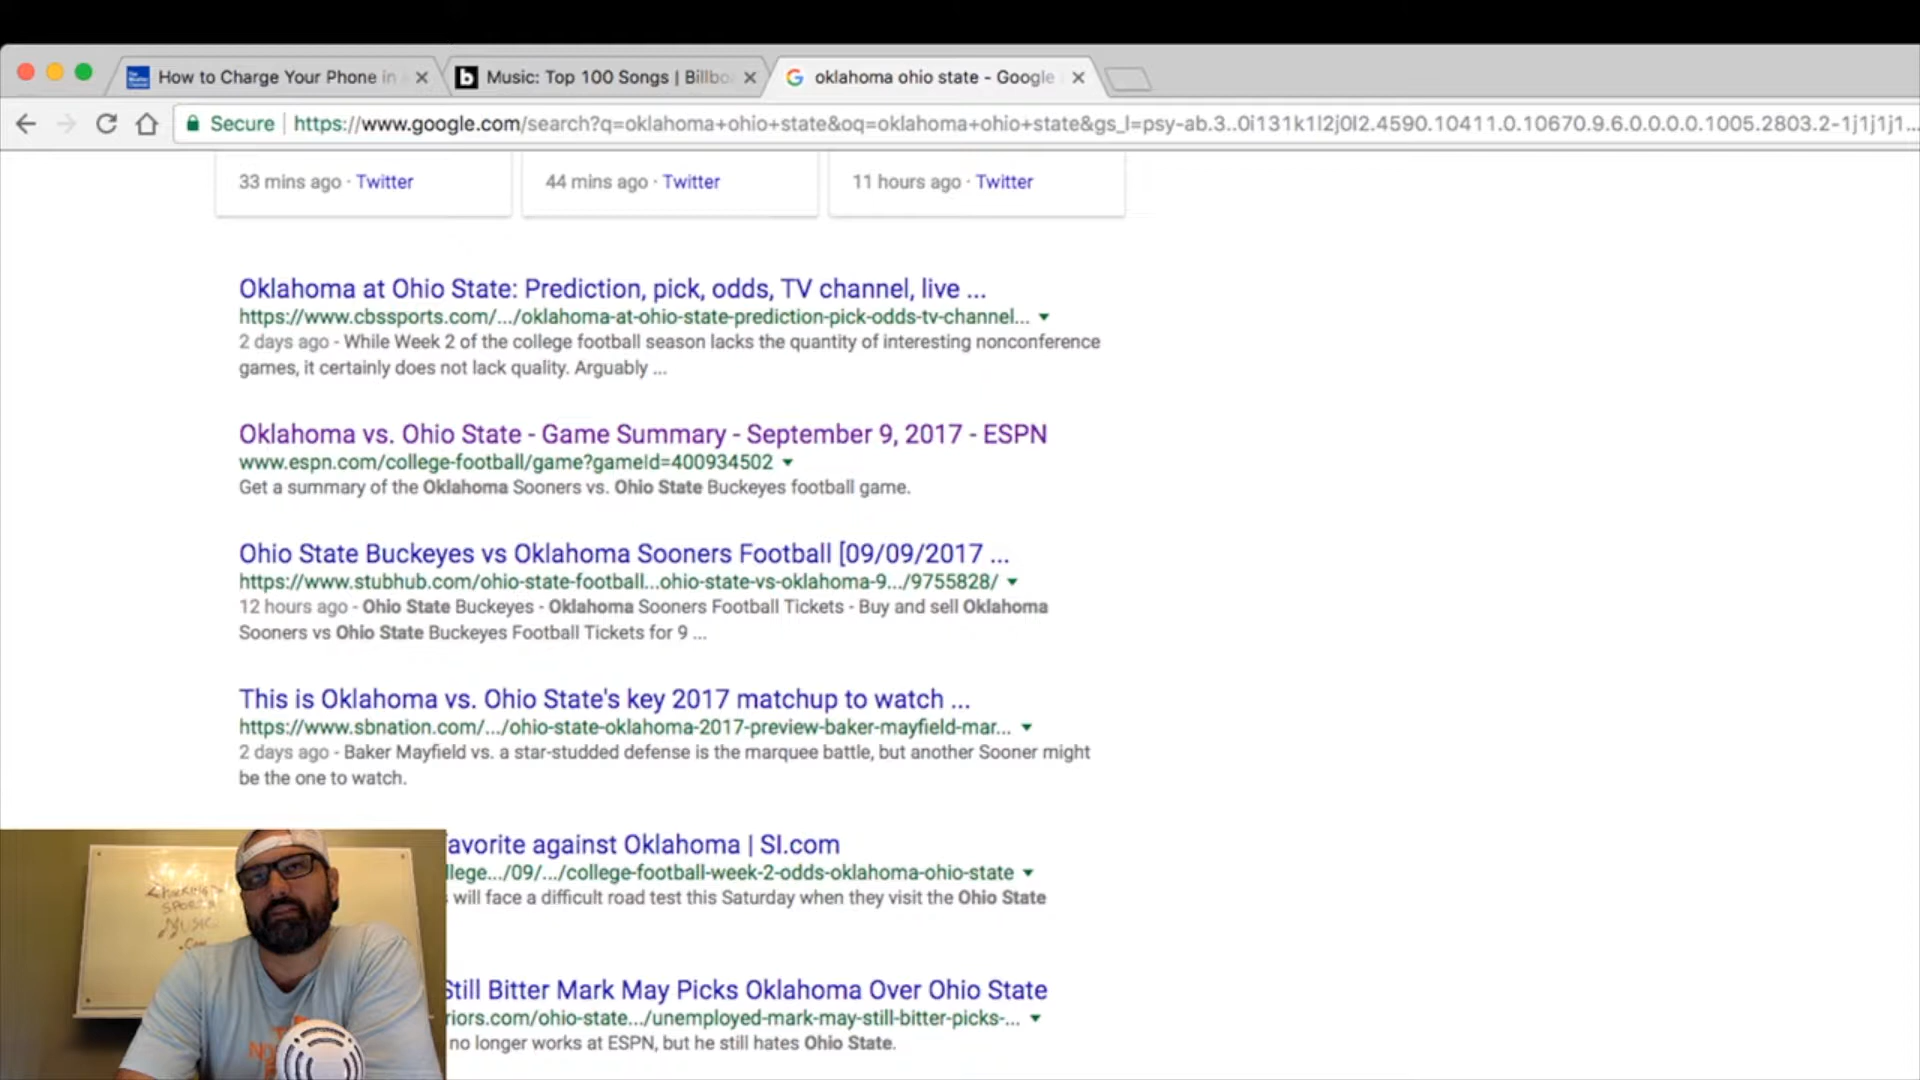 How to Charge Your Phone in
Music: Top 100 Songs | Billbo
oklahoma ohio state - Google
Secure | https://www.google.com/search?q=oklahoma+ohio+state&oq=oklahoma+ohio+state&gs_l=psy-ab.3..0i131k1l2j0l2.4590.10411.0.10670.9.6.0.0.0.0.1005.2803.2-1j1j1j1...
33 mins ago · Twitter
44 mins ago · Twitter
11 hours ago · Twitter
Oklahoma at Ohio State: Prediction, pick, odds, TV channel, live ...
https://www.cbssports.com/.../oklahoma-at-ohio-state-prediction-pick-odds-tv-channel...
2 days ago - While Week 2 of the college football season lacks the quantity of interesting nonconference
games, it certainly does not lack quality. Arguably ...
Oklahoma vs. Ohio State - Game Summary - September 9, 2017 - ESPN
www.espn.com/college-football/game?gameId=400934502
Get a summary of the Oklahoma Sooners vs. Ohio State Buckeyes football game.
Ohio State Buckeyes vs Oklahoma Sooners Football [09/09/2017 ...
https://www.stubhub.com/ohio-state-football...ohio-state-vs-oklahoma-9.../9755828/
12 hours ago - Ohio State Buckeyes - Oklahoma Sooners Football Tickets - Buy and sell Oklahoma
Sooners vs Ohio State Buckeyes Football Tickets for 9 ...
This is Oklahoma vs. Ohio State's key 2017 matchup to watch ...
https://www.sbnation.com/.../ohio-state-oklahoma-2017-preview-baker-mayfield-mar...
2 days ago - Baker Mayfield vs. a star-studded defense is the marquee battle, but another Sooner might
be the one to watch.
avorite against Oklahoma | SI.com
llege.../09/.../college-football-week-2-odds-oklahoma-ohio-state
will face a difficult road test this Saturday when they visit the Ohio State
Still Bitter Mark May Picks Oklahoma Over Ohio State
riors.com/ohio-state.../unemployed-mark-may-still-bitter-picks-...
no longer works at ESPN, but he still hates Ohio State.
SPORTS
MUSIC
.Com